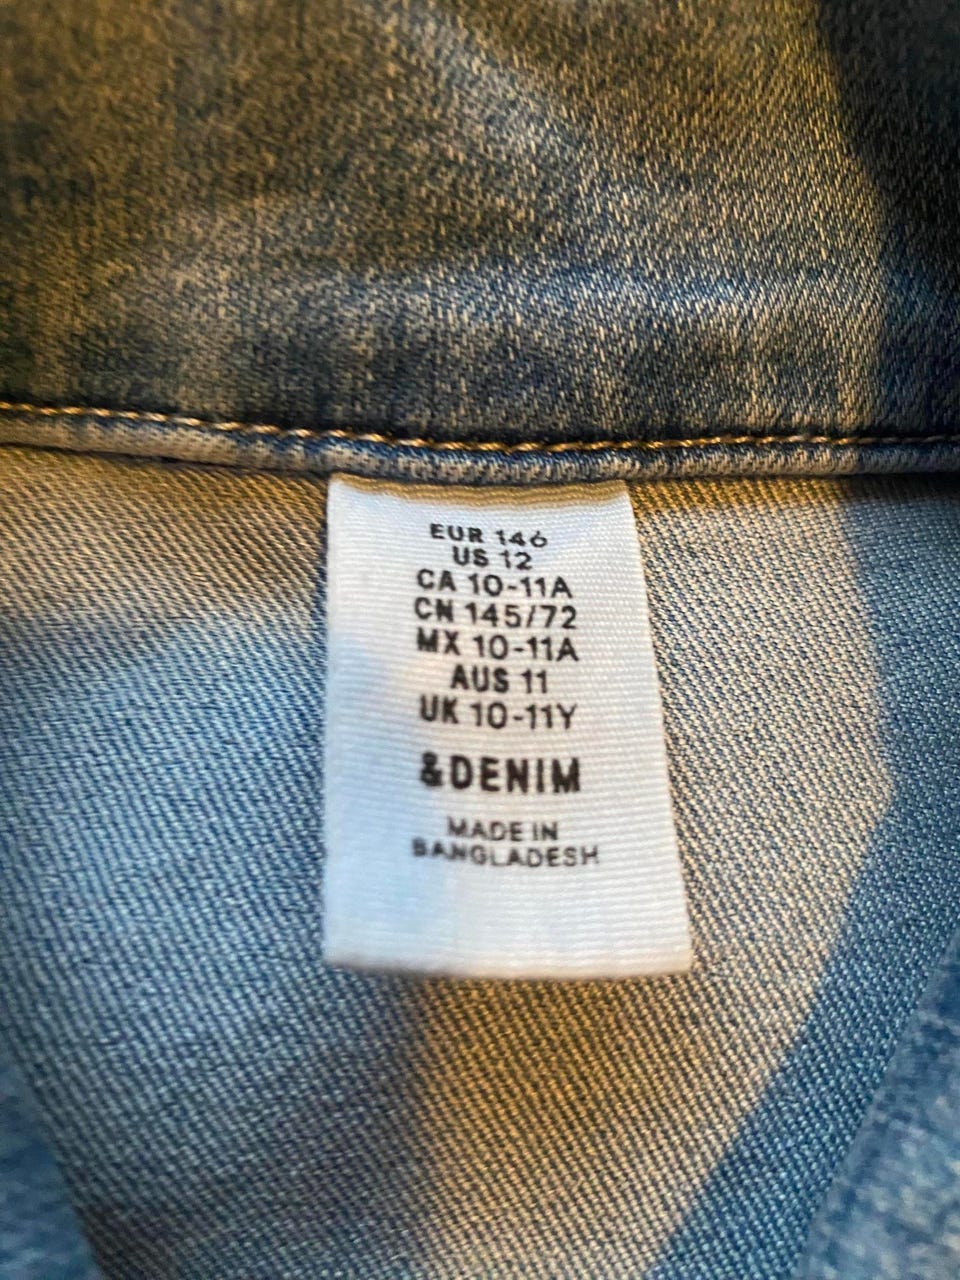 EUR 146
US 12
CA 10-11A
CN 145/72
MX 10-11A
AUS 11
UK 10-11Y
&DENIM
MADE IN
BANGLADESH